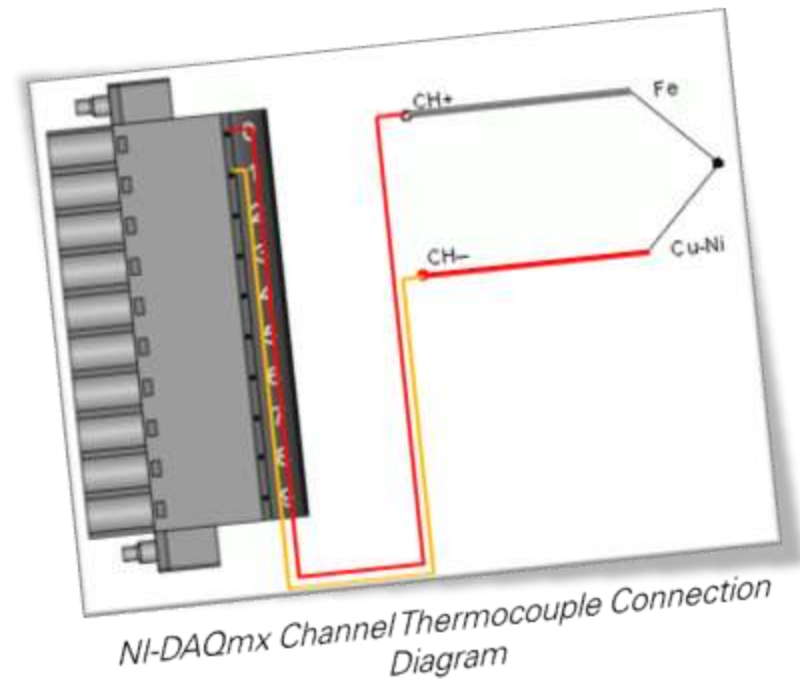 CH+
Fe
CH−
Cu-Ni
NI-DAQmx Channel Thermocouple Connection
Diagram